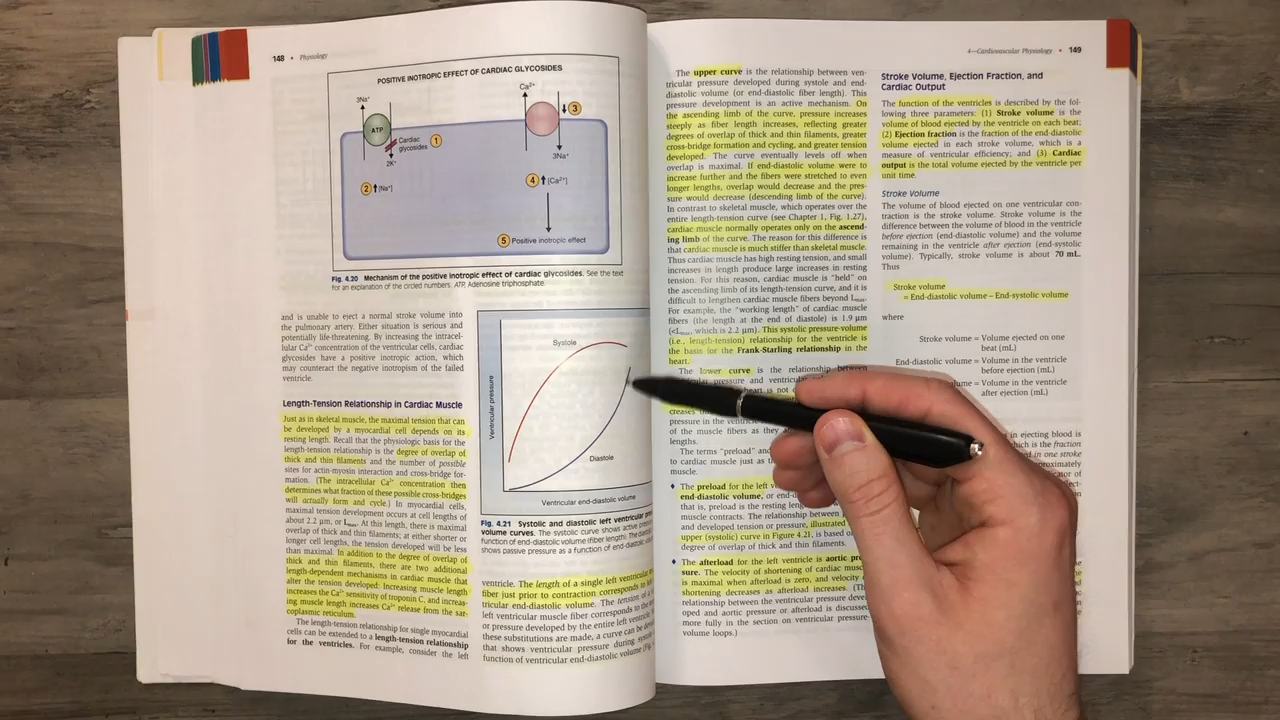 148 • Physiology
POSITIVE INOTROPIC EFFECT OF CARDIAC GLYCOSIDES
3Na⁺
ATP
Cardiac
glycosides
1
2K⁺
2 ↑[Na⁺]
Ca²⁺
3
3Na⁺
4 ↑[Ca²⁺]
5 Positive inotropic effect
Fig. 4.20 Mechanism of the positive inotropic effect of cardiac glycosides. See the text
for an explanation of the circled numbers. ATP, Adenosine triphosphate.
and is unable to eject a normal stroke volume into
the pulmonary artery. Either situation is serious and
potentially life-threatening. By increasing the intracel-
lular Ca²⁺ concentration of the ventricular cells, cardiac
glycosides have a positive inotropic action, which
may counteract the negative inotropism of the failed
ventricle.
Length-Tension Relationship in Cardiac Muscle
Just as in skeletal muscle, the maximal tension that can
be developed by a myocardial cell depends on its
resting length. Recall that the physiologic basis for the
length-tension relationship is the degree of overlap of
thick and thin filaments and the number of possible
sites for actin-myosin interaction and cross-bridge for-
mation. (The intracellular Ca²⁺ concentration then
determines what fraction of these possible cross-bridges
will actually form and cycle.) In myocardial cells,
maximal tension development occurs at cell lengths of
about 2.2 μm, or Lmax. At this length, there is maximal
overlap of thick and thin filaments; at either shorter or
longer cell lengths, the tension developed will be less
than maximal. In addition to the degree of overlap of
thick and thin filaments, there are two additional
length-dependent mechanisms in cardiac muscle that
alter the tension developed: Increasing muscle length
increases the Ca²⁺ sensitivity of troponin C, and increas-
ing muscle length increases Ca²⁺ release from the sar-
coplasmic reticulum.
The length-tension relationship for single myocardial
cells can be extended to a length-tension relationship
for the ventricles. For example, consider the left
Ventricular pressure
Systole
Diastole
Ventricular end-diastolic volume
Fig. 4.21 Systolic and diastolic left ventricular
volume curves. The systolic curve shows active
function of end-diastolic volume (fiber length). The
shows passive pressure as a function of end-diastolic
ventricle. The length of a single left ventricular
fiber just prior to contraction corresponds to
tricular end-diastolic volume. The tension of a
left ventricular muscle fiber corresponds to the
or pressure developed by the entire left ventricle.
these substitutions are made, a curve can be
that shows ventricular pressure during
function of ventricular end-diastolic volume
4—Cardiovascular Physiology • 149
The upper curve is the relationship between ven-
tricular pressure developed during systole and end-
diastolic volume (or end-diastolic fiber length). This
pressure development is an active mechanism. On
the ascending limb of the curve, pressure increases
steeply as fiber length increases, reflecting greater
degrees of overlap of thick and thin filaments, greater
cross-bridge formation and cycling, and greater tension
developed. The curve eventually levels off when
overlap is maximal. If end-diastolic volume were to
increase further and the fibers were stretched to even
longer lengths, overlap would decrease and the pres-
sure would decrease (descending limb of the curve).
In contrast to skeletal muscle, which operates over the
entire length-tension curve (see Chapter 1, Fig. 1.27),
cardiac muscle normally operates only on the ascend-
ing limb of the curve. The reason for this difference is
that cardiac muscle is much stiffer than skeletal muscle.
Thus cardiac muscle has high resting tension, and small
increases in length produce large increases in resting
tension. For this reason, cardiac muscle is "held" on
the ascending limb of its length-tension curve, and it is
difficult to lengthen cardiac muscle fibers beyond Lmax.
For example, the "working length" of cardiac muscle
fibers (the length at the end of diastole) is 1.9 μm
(<Lmax, which is 2.2 μm). This systolic pressure-volume
(i.e., length-tension) relationship for the ventricle is
the basis for the Frank-Starling relationship in the
heart.
The lower curve is the relationship between
pressure and
heart is not
creases
pressure in the
of the muscle fibers as they
lengths.
The terms "preload" and
to cardiac muscle just as
muscle.
♦ The preload for the left
end-diastolic volume, or
that is, preload is the resting
muscle contracts. The relationship between
and developed tension or pressure, illustrated
upper (systolic) curve in Figure 4.21, is based
degree of overlap of thick and thin filaments.
♦ The afterload for the left ventricle is aortic
sure. The velocity of shortening of cardiac
is maximal when afterload is zero, and velocity
shortening decreases as afterload increases.
relationship between the ventricular pressure
oped and aortic pressure or afterload is discussed
more fully in the section on ventricular pressure-
volume loops.)
Stroke Volume, Ejection Fraction, and
Cardiac Output
The function of the ventricles is described by the fol-
lowing three parameters: (1) Stroke volume is the
volume of blood ejected by the ventricle on each beat;
(2) Ejection fraction is the fraction of the end-diastolic
volume ejected in each stroke volume, which is a
measure of ventricular efficiency; and (3) Cardiac
output is the total volume ejected by the ventricle per
unit time.
Stroke Volume
The volume of blood ejected on one ventricular con-
traction is the stroke volume. Stroke volume is the
difference between the volume of blood in the ventricle
before ejection (end-diastolic volume) and the volume
remaining in the ventricle after ejection (end-systolic
volume). Typically, stroke volume is about 70 mL.
Thus
Stroke volume
= End-diastolic volume − End-systolic volume
where
Stroke volume = Volume ejected on one
beat (mL)
End-diastolic volume = Volume in the ventricle
before ejection (mL)
= Volume in the ventricle
after ejection (mL)
in ejecting blood is
which is the fraction
in one stroke